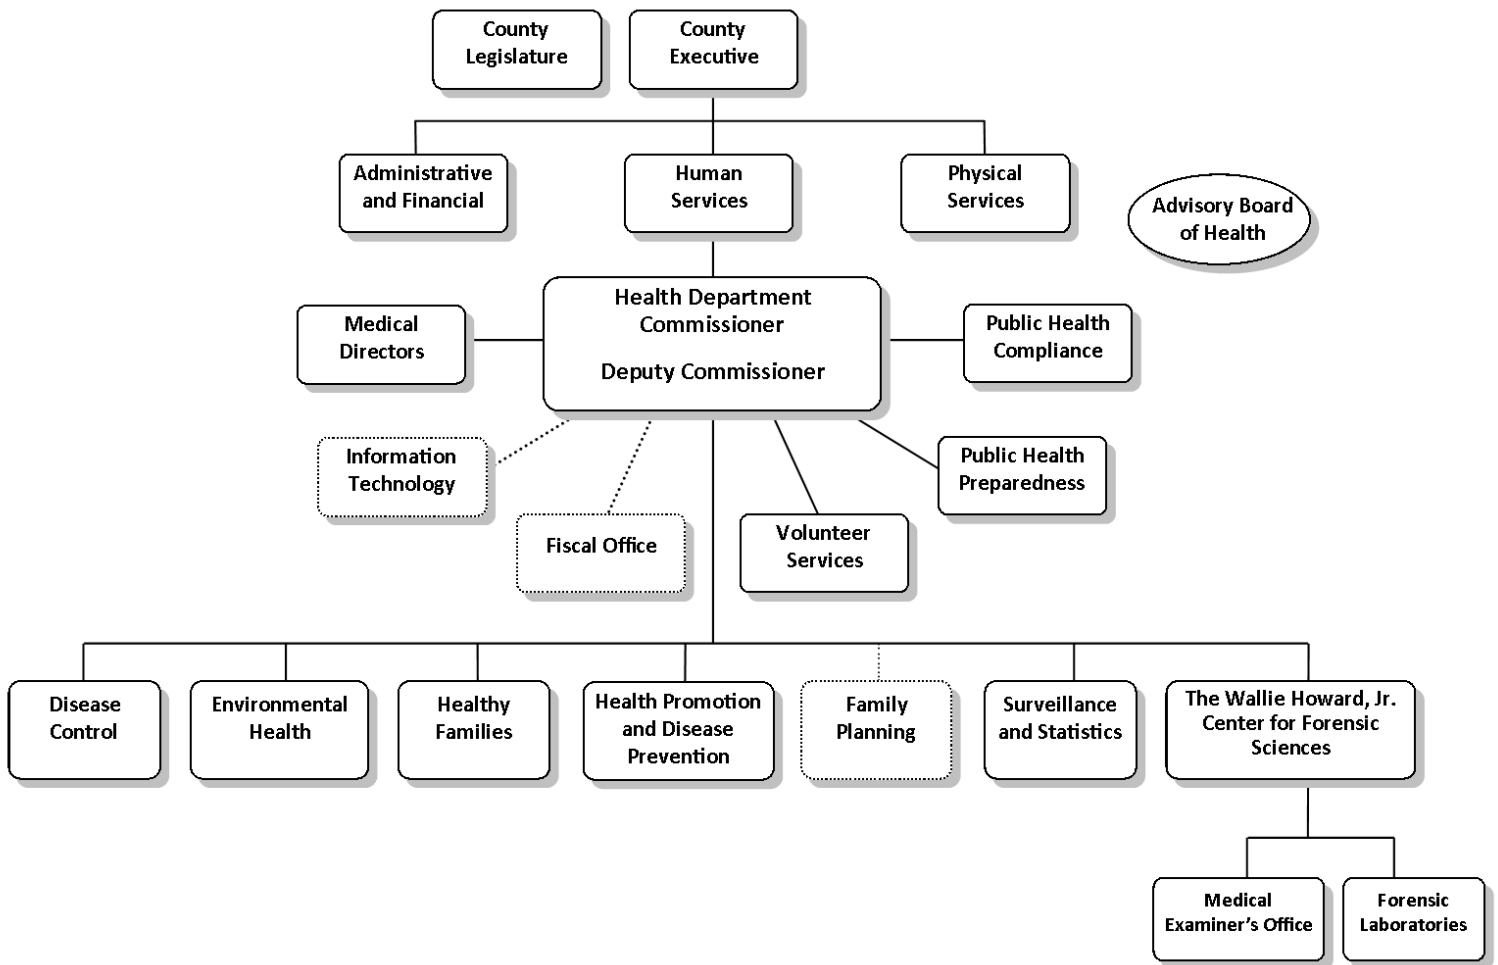 County
Legislature
County
Executive
Administrative
and Financial
Human
Services
Physical
Services
Advisory Board
of Health
Health Department
Commissioner
Deputy Commissioner
Medical
Directors
Public Health
Compliance
Information
Technology
Fiscal Office
Volunteer
Services
Public Health
Preparedness
Disease
Control
Environmental
Health
Healthy
Families
Health Promotion
and Disease
Prevention
Family
Planning
Surveillance
and Statistics
The Wallie Howard, Jr.
Center for Forensic
Sciences
Medical
Examiner's Office
Forensic
Laboratories